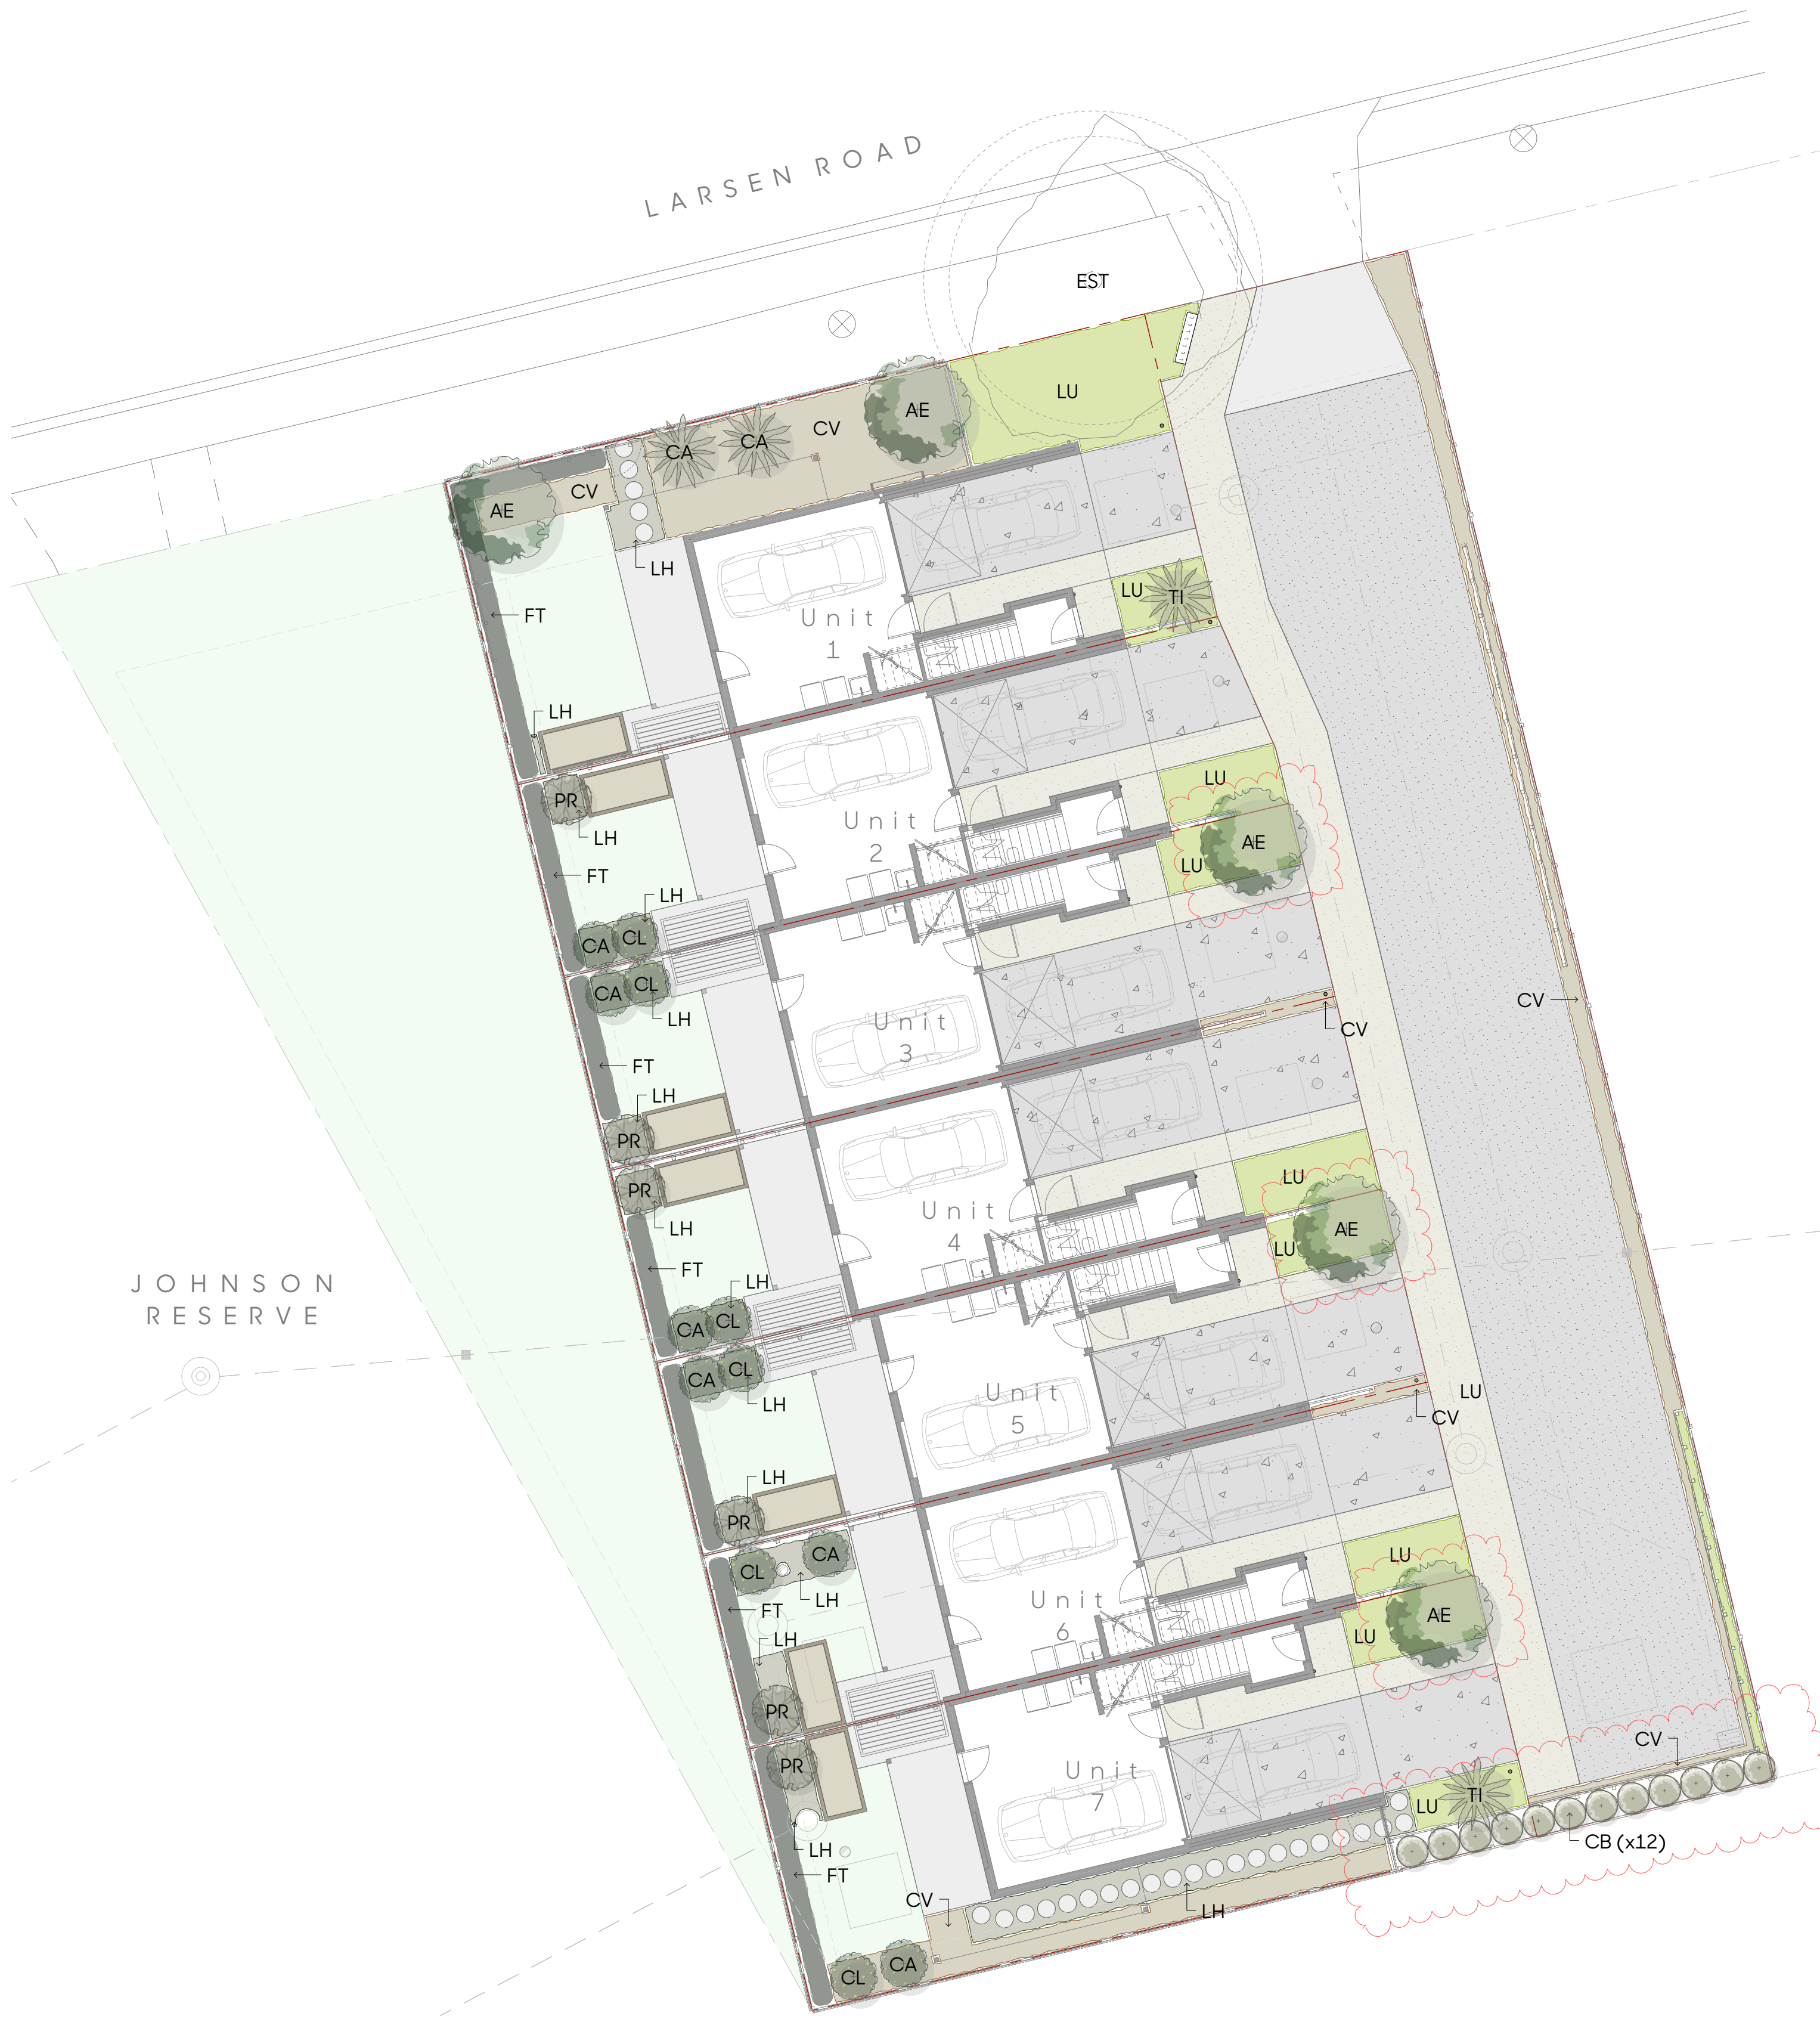 LARSEN ROAD
EST
LU
AE
CV
CA
CA
CV
AE
LH
FT
Unit
1
LU
TI
LH
PR
LH
LU
Unit
2
AE
LU
FT
LH
CA
CL
CA
CL
CV
LH
Unit
3
CV
FT
LH
PR
LU
PR
Unit
4
LH
AE
LU
FT
JOHNSON
RESERVE
LH
CA
CL
CA
CL
LH
Unit
5
LU
CV
LH
PR
CA
CL
LU
LH
FT
Unit
6
AE
LU
LH
PR
CV
PR
Unit
7
TI
LU
CB (x12)
LH
FT
CV
LH
CA
CL